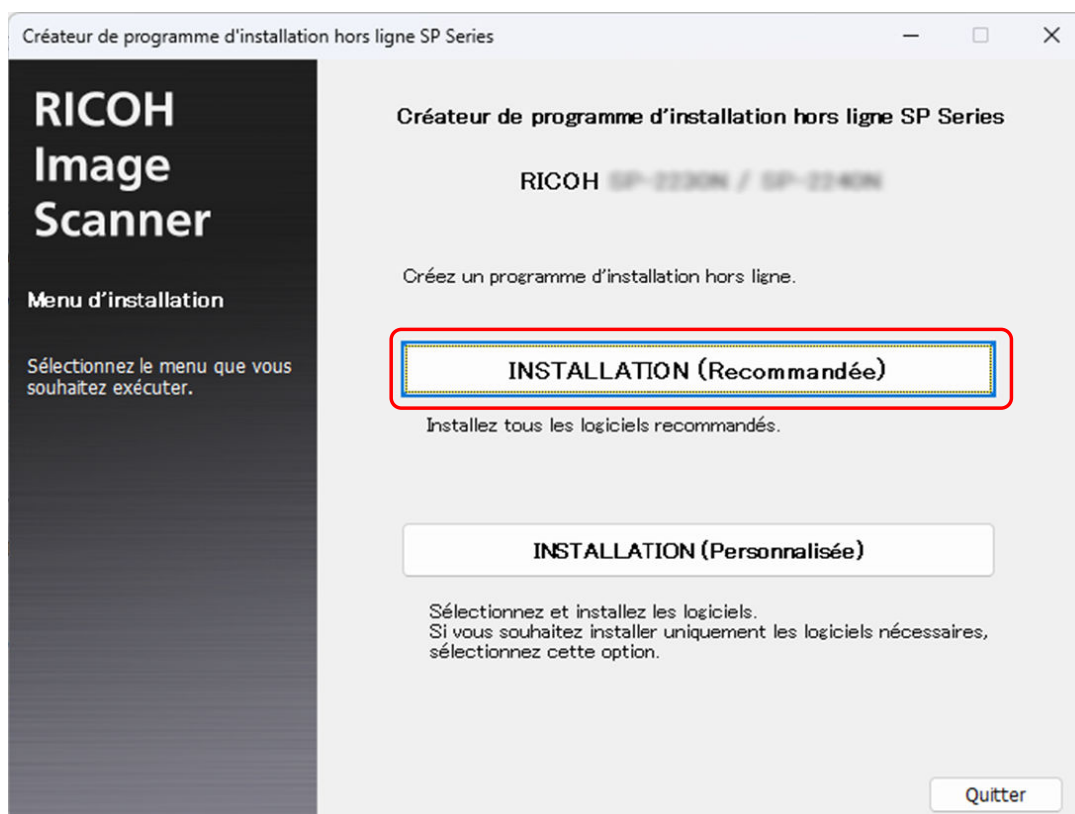 Créateur de programme d'installation hors ligne SP Series
RICOH
Image
Scanner
Menu d'installation
Sélectionnez le menu que vous
souhaitez exécuter.
Créateur de programme d'installation hors ligne SP Series
RICOH
Créez un programme d'installation hors ligne.
INSTALLATION (Recommandée)
Installez tous les logiciels recommandés.
INSTALLATION (Personnalisée)
Sélectionnez et installez les logiciels.
Si vous souhaitez installer uniquement les logiciels nécessaires,
sélectionnez cette option.
Quitter